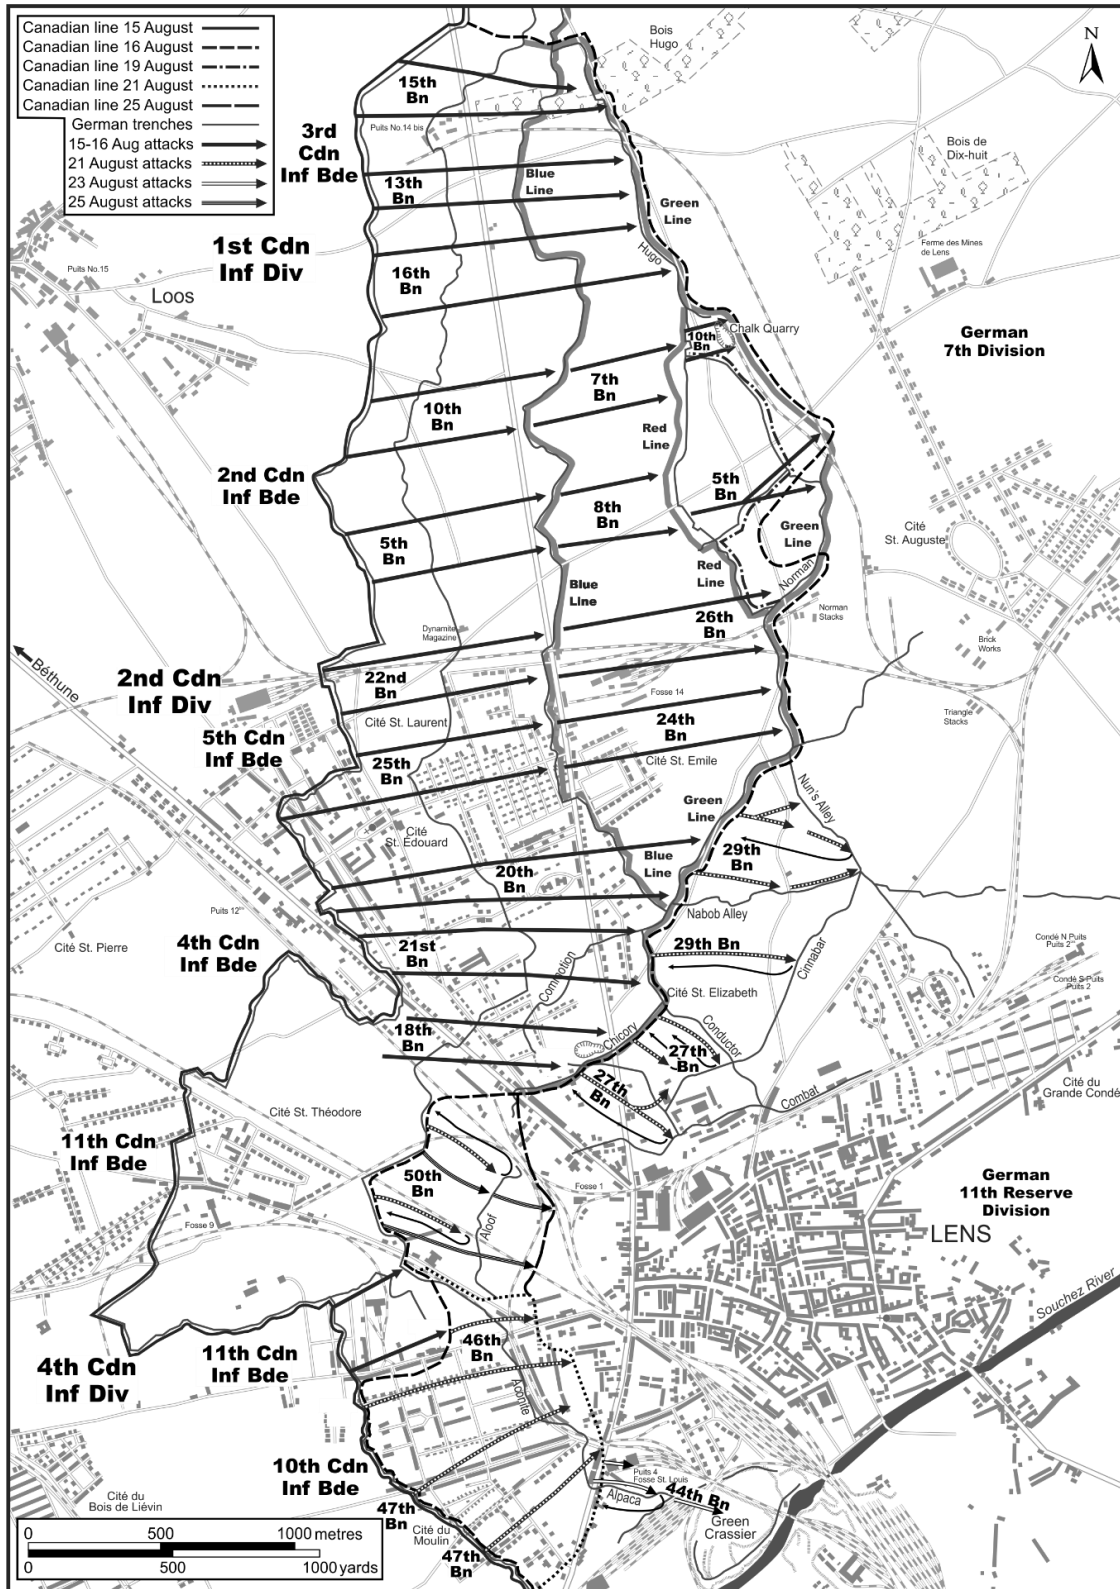 Canadian line 15 August
Canadian line 16 August
Canadian line 19 August
Canadian line 21 August
Canadian line 25 August
German trenches
15-16 Aug attacks
21 August attacks
23 August attacks
25 August attacks
N
Bois
Hugo
15th
Bn
Puits No.14 bis
3rd
Cdn
Inf Bde
Bois de
Dix-huit
13th
Bn
Blue
Line
Green
Line
1st Cdn
Inf Div
Hugo
Ferme des Mines
de Lens
Puits No.15
Loos
16th
Bn
Chalk Quarry
10th
Bn
German
7th Division
7th
Bn
10th
Bn
Red
Line
2nd Cdn
Inf Bde
5th
Bn
8th
Bn
Green
Line
Cité
St. Auguste
5th
Bn
Red
Line
Norman
Blue
Line
Norman
Stacks
26th
Bn
Dynamite
Magazine
Brick
Works
Béthune
2nd Cdn
Inf Div
22nd
Bn
Fosse 14
Cité St. Laurent
24th
Bn
Triangle
Stacks
5th Cdn
Inf Bde
25th
Bn
Cité St. Emile
Nun's Alley
Green
Line
Cité
St. Édouard
29th
Bn
Blue
Line
20th
Bn
Puits 12
Nabob Alley
4th Cdn
Inf Bde
Cité St. Pierre
21st
Bn
29th Bn
Cinnabar
Condé N Puits
Puits 2
Commotion
Condé S Puits
Puits 2
Cité St. Elizabeth
18th
Bn
Chicory
Conductor
27th
Bn
27th
Bn
Combat
Cité du
Grande Condé
Cité St. Théodore
11th Cdn
Inf Bde
50th
Bn
Fosse 1
German
11th Reserve
Division
Fosse 9
Aloof
LENS
Souchez River
46th
Bn
11th Cdn
Inf Bde
4th Cdn
Inf Div
Aconite
10th Cdn
Inf Bde
Puits 4
Fosse St. Louis
Alpaca
44th Bn
Green
Crassier
Cité du
Bois de Liévin
47th
Bn
Cité du
Moulin
47th
Bn
0 500 1000 metres
0 500 1000 yards